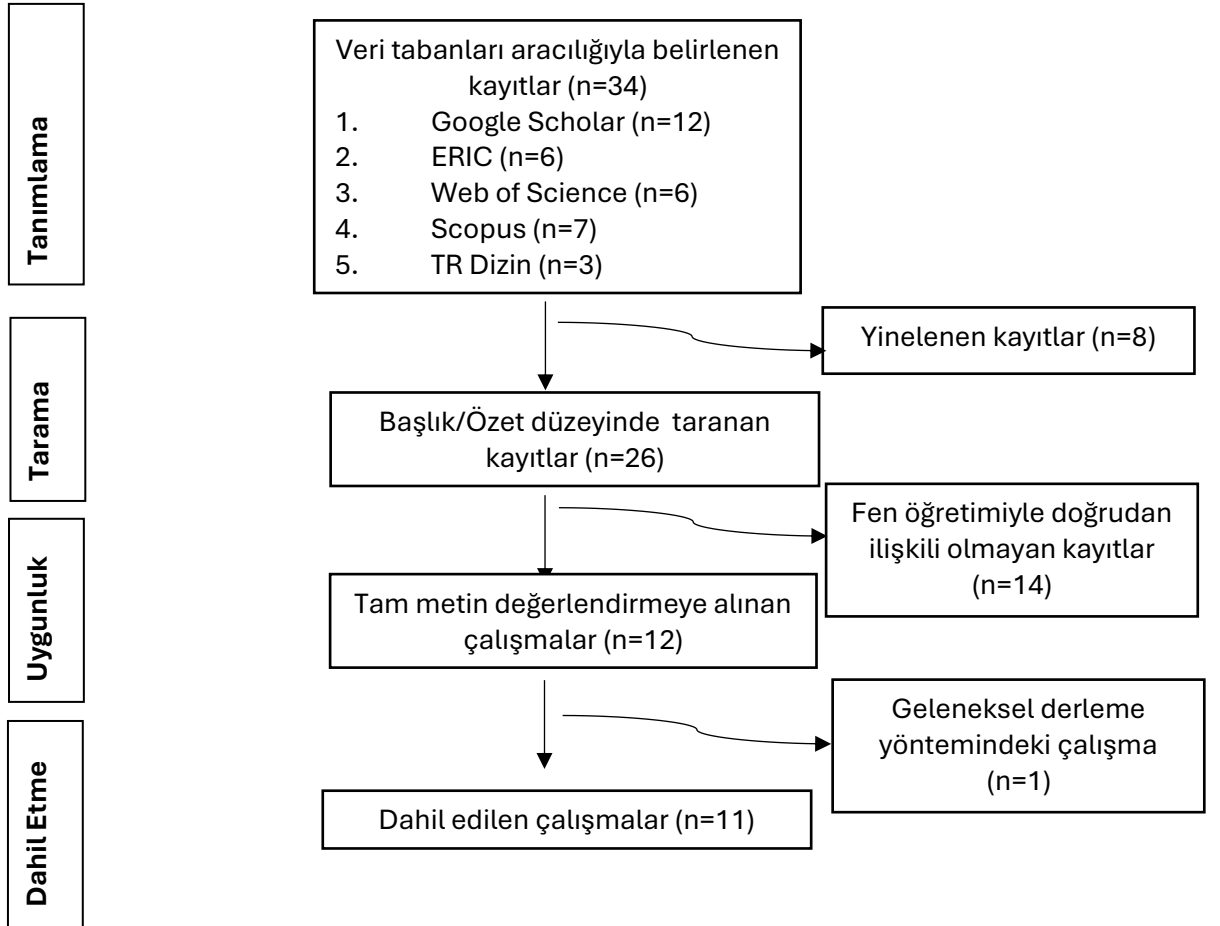 Tanımlama
Veri tabanları aracılığıyla belirlenen
kayıtlar (n=34)
1. Google Scholar (n=12)
2. ERIC (n=6)
3. Web of Science (n=6)
4. Scopus (n=7)
5. TR Dizin (n=3)
Yinelenen kayıtlar (n=8)
Tarama
Başlık/Özet düzeyinde taranan
kayıtlar (n=26)
Fen öğretimiyle doğrudan
ilişkili olmayan kayıtlar
(n=14)
Uygunluk
Tam metin değerlendirmeye alınan
çalışmalar (n=12)
Geleneksel derleme
yöntemindeki çalışma
(n=1)
Dahil Etme
Dahil edilen çalışmalar (n=11)